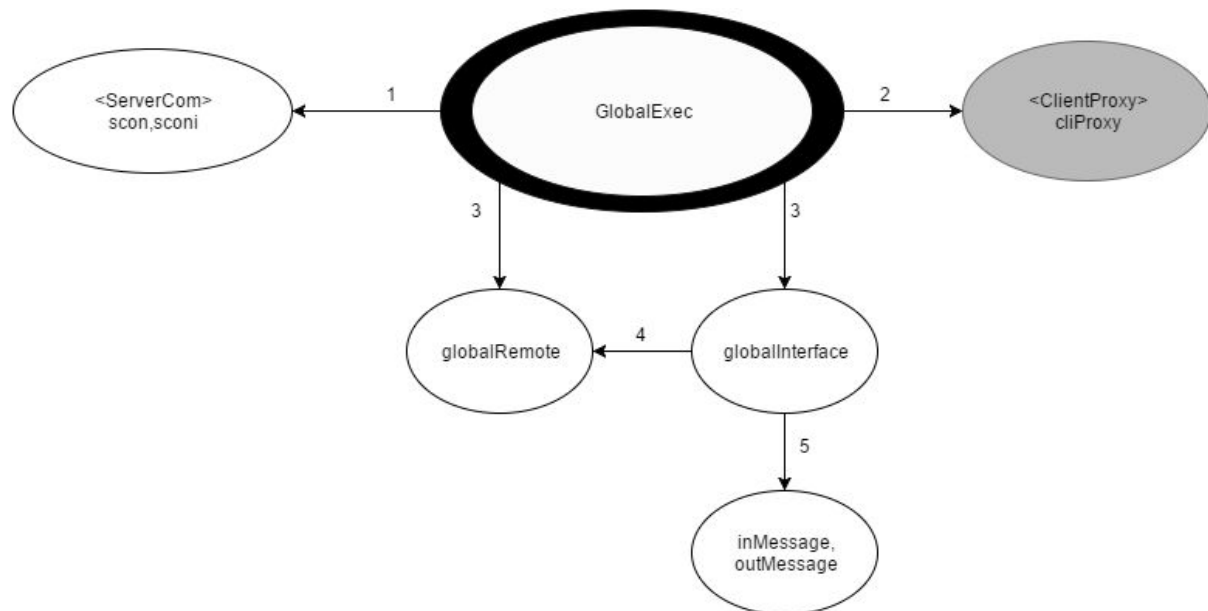 <ServerCom>
scon,sconi
1
GlobalExec
2
<ClientProxy>
cliProxy
3
3
globalRemote
4
globalInterface
5
inMessage,
outMessage